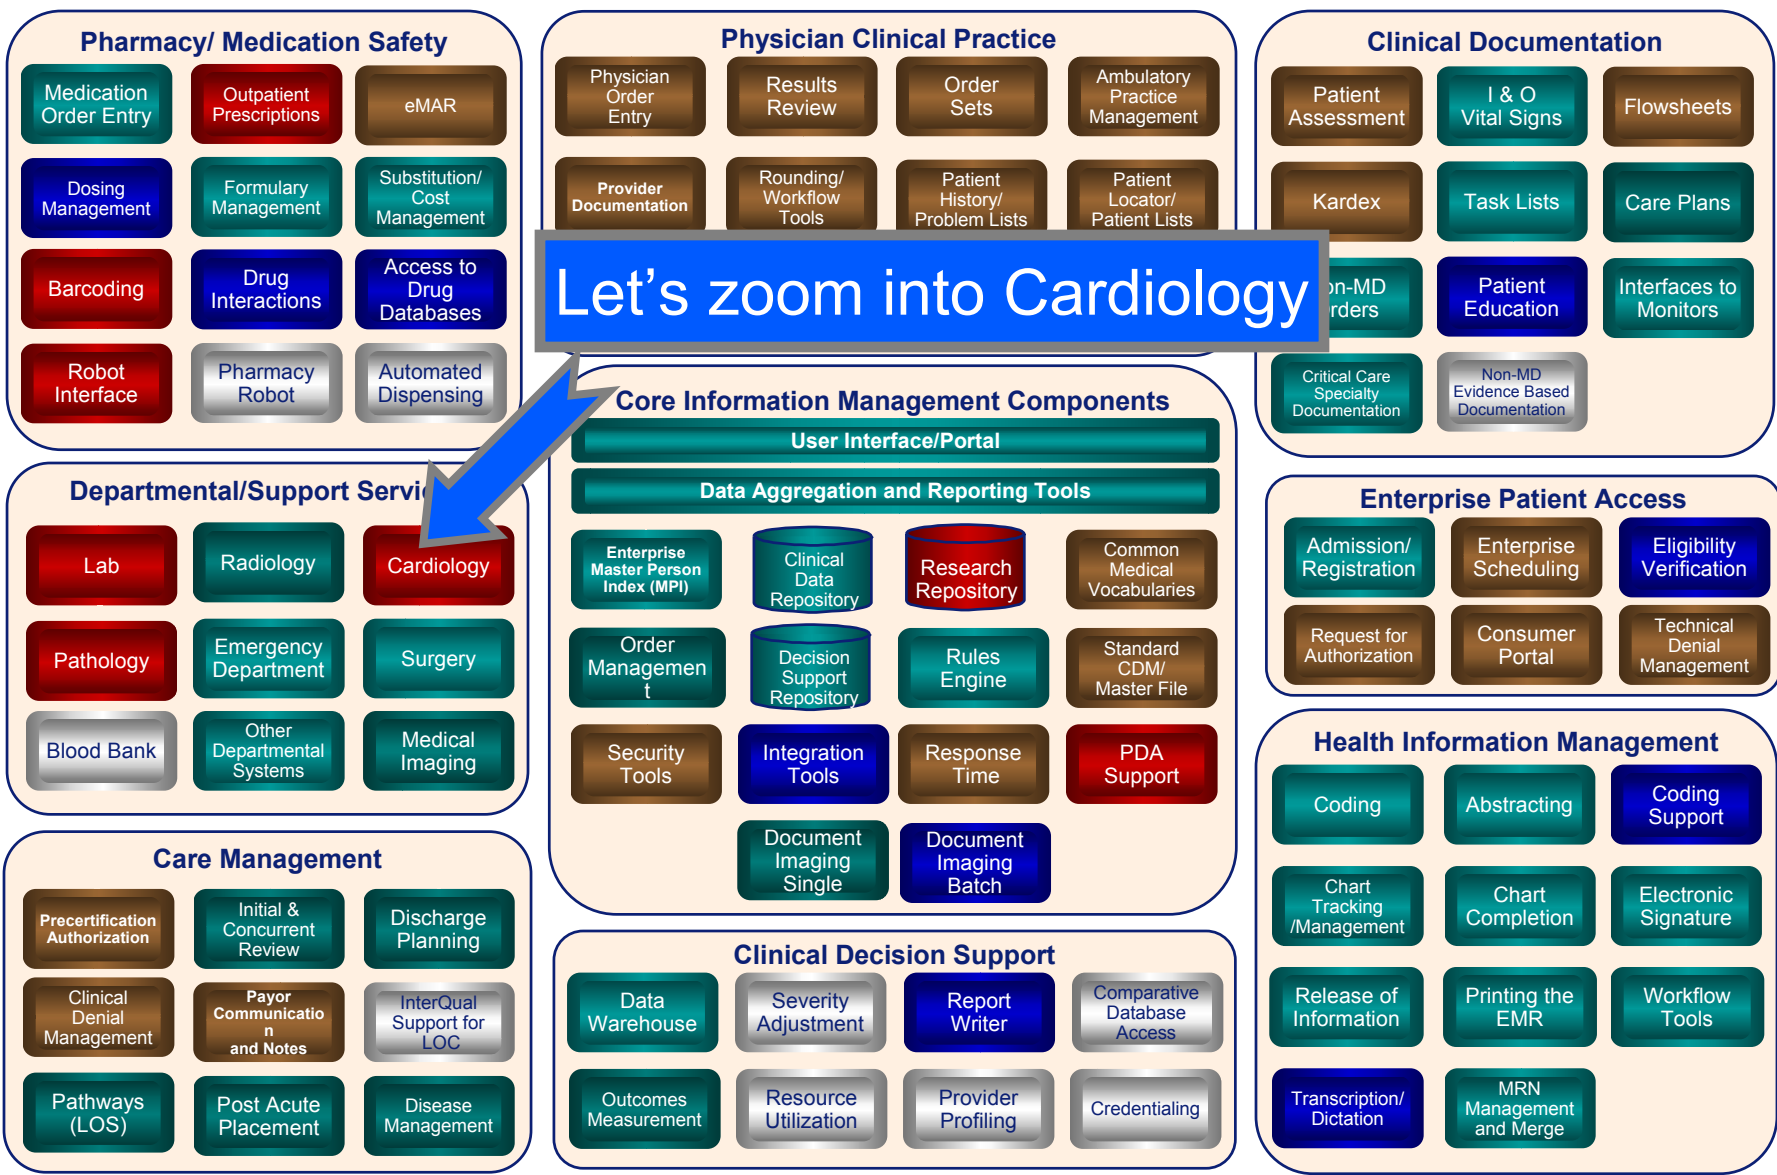 Pharmacy/ Medication Safety
Medication
Order Entry
Outpatient
Prescriptions
eMAR
Dosing
Management
Formulary
Management
Substitution/
Cost
Management
Barcoding
Drug
Interactions
Access to
Drug
Databases
Robot
Interface
Pharmacy
Robot
Automated
Dispensing
Physician Clinical Practice
Physician
Order
Entry
Results
Review
Order
Sets
Ambulatory
Practice
Management
Provider
Documentation
Rounding/
Workflow
Tools
Patient
History/
Problem Lists
Patient
Locator/
Patient Lists
Let’s zoom into Cardiology
Clinical Documentation
Patient
Assessment
I & O
Vital Signs
Flowsheets
Kardex
Task Lists
Care Plans
on-MD
rders
Patient
Education
Interfaces to
Monitors
Critical Care
Specialty
Documentation
Non-MD
Evidence Based
Documentation
Departmental/Support Servi
Lab
Radiology
Cardiology
Pathology
Emergency
Department
Surgery
Blood Bank
Other
Departmental
Systems
Medical
Imaging
Core Information Management Components
User Interface/Portal
Data Aggregation and Reporting Tools
Enterprise
Master Person
Index (MPI)
Clinical
Data
Repository
Research
Repository
Common
Medical
Vocabularies
Order
Managemen
t
Decision
Support
Repository
Rules
Engine
Standard
CDM/
Master File
Security
Tools
Integration
Tools
Response
Time
PDA
Support
Document
Imaging
Single
Document
Imaging
Batch
Enterprise Patient Access
Admission/
Registration
Enterprise
Scheduling
Eligibility
Verification
Request for
Authorization
Consumer
Portal
Technical
Denial
Management
Care Management
Precertification
Authorization
Initial &
Concurrent
Review
Discharge
Planning
Clinical
Denial
Management
Payor
Communicatio
n
and Notes
InterQual
Support for
LOC
Pathways
(LOS)
Post Acute
Placement
Disease
Management
Clinical Decision Support
Data
Warehouse
Severity
Adjustment
Report
Writer
Comparative
Database
Access
Outcomes
Measurement
Resource
Utilization
Provider
Profiling
Credentialing
Health Information Management
Coding
Abstracting
Coding
Support
Chart
Tracking
/Management
Chart
Completion
Electronic
Signature
Release of
Information
Printing the
EMR
Workflow
Tools
Transcription/
Dictation
MRN
Management
and Merge